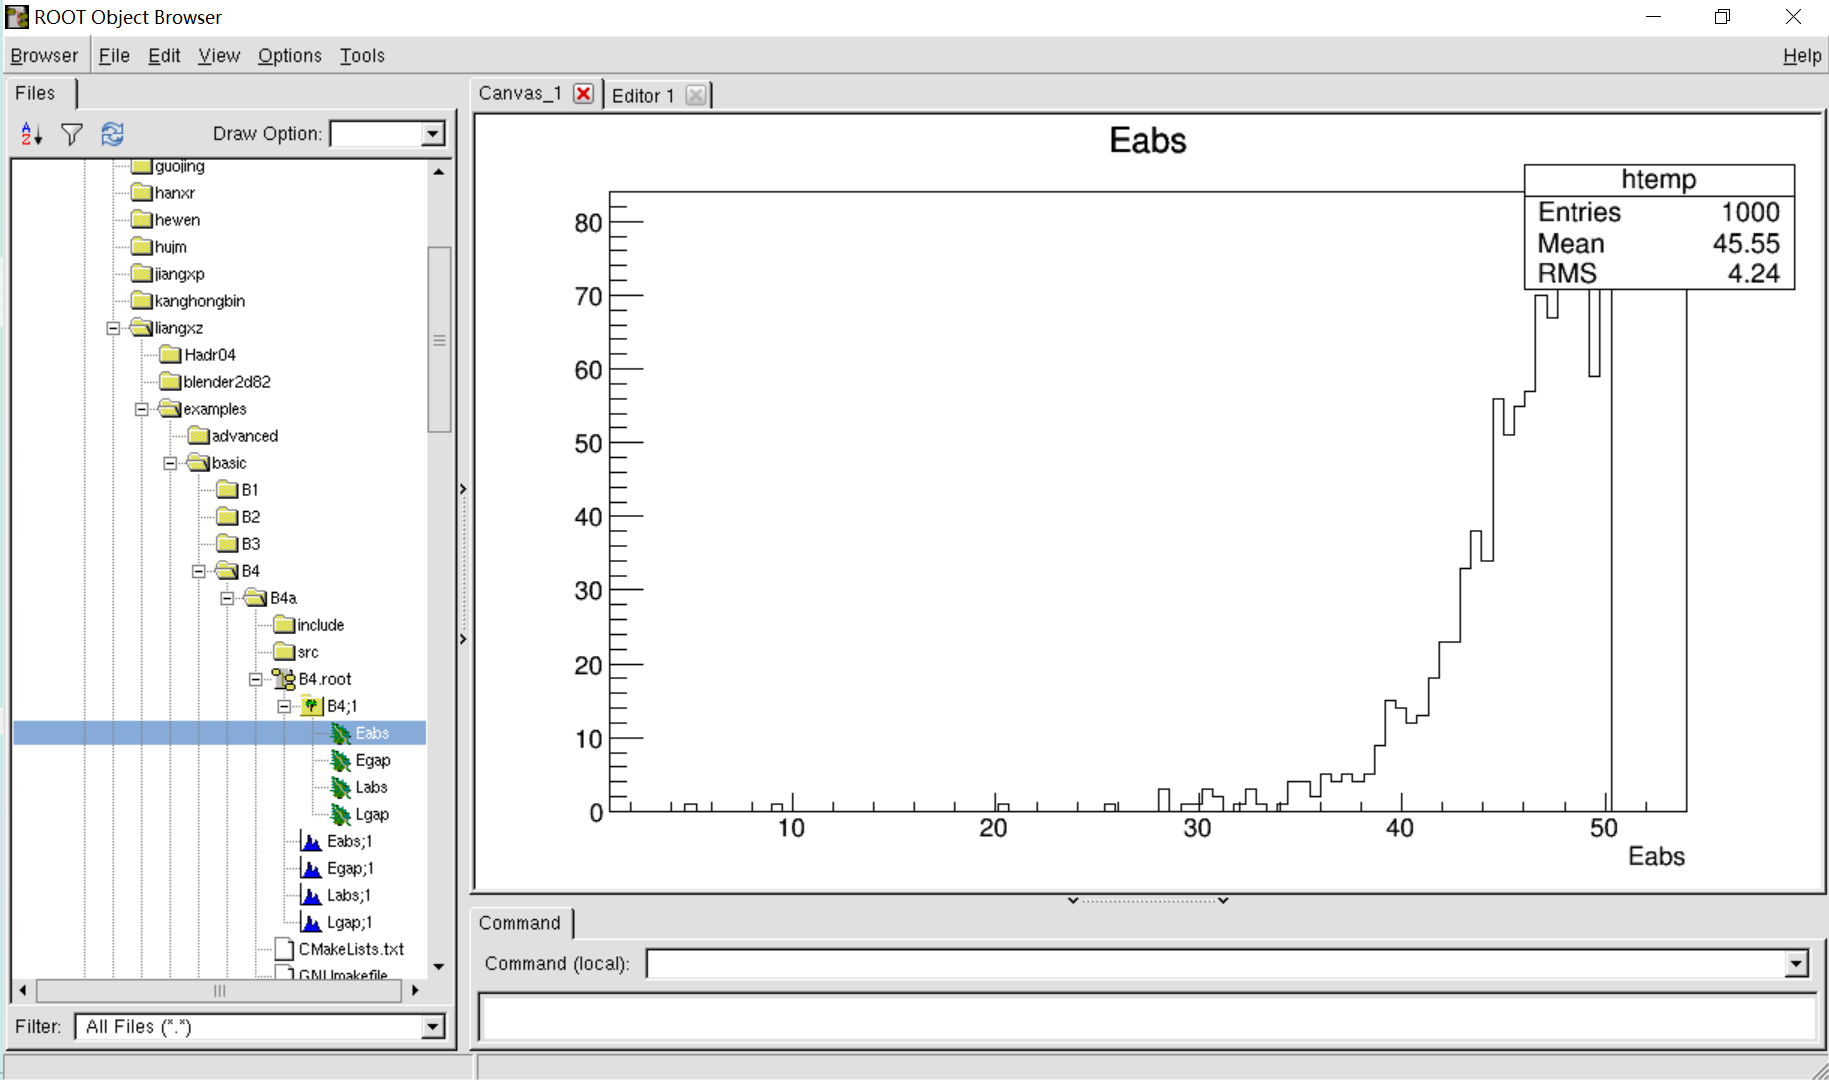 ROOT Object Browser
Browser File Edit View Options Tools Help
Files
Draw Option:
guojing
hanxr
hewen
hujm
jiangxp
kanghongbin
liangxz
Hadr04
blender2d82
examples
advanced
basic
B1
B2
B3
B4
B4a
include
src
B4.root
B4;1
Eabs
Egap
Labs
Lgap
Eabs;1
Egap;1
Labs;1
Lgap;1
CMakeLists.txt
GNUmakefile
Filter: All Files (*.*)
Canvas_1 Editor 1
Eabs
htemp
Entries 1000
Mean 45.55
RMS 4.24
80
70
60
50
40
30
20
10
0
10 20 30 40 50
Eabs
Command
Command (local):